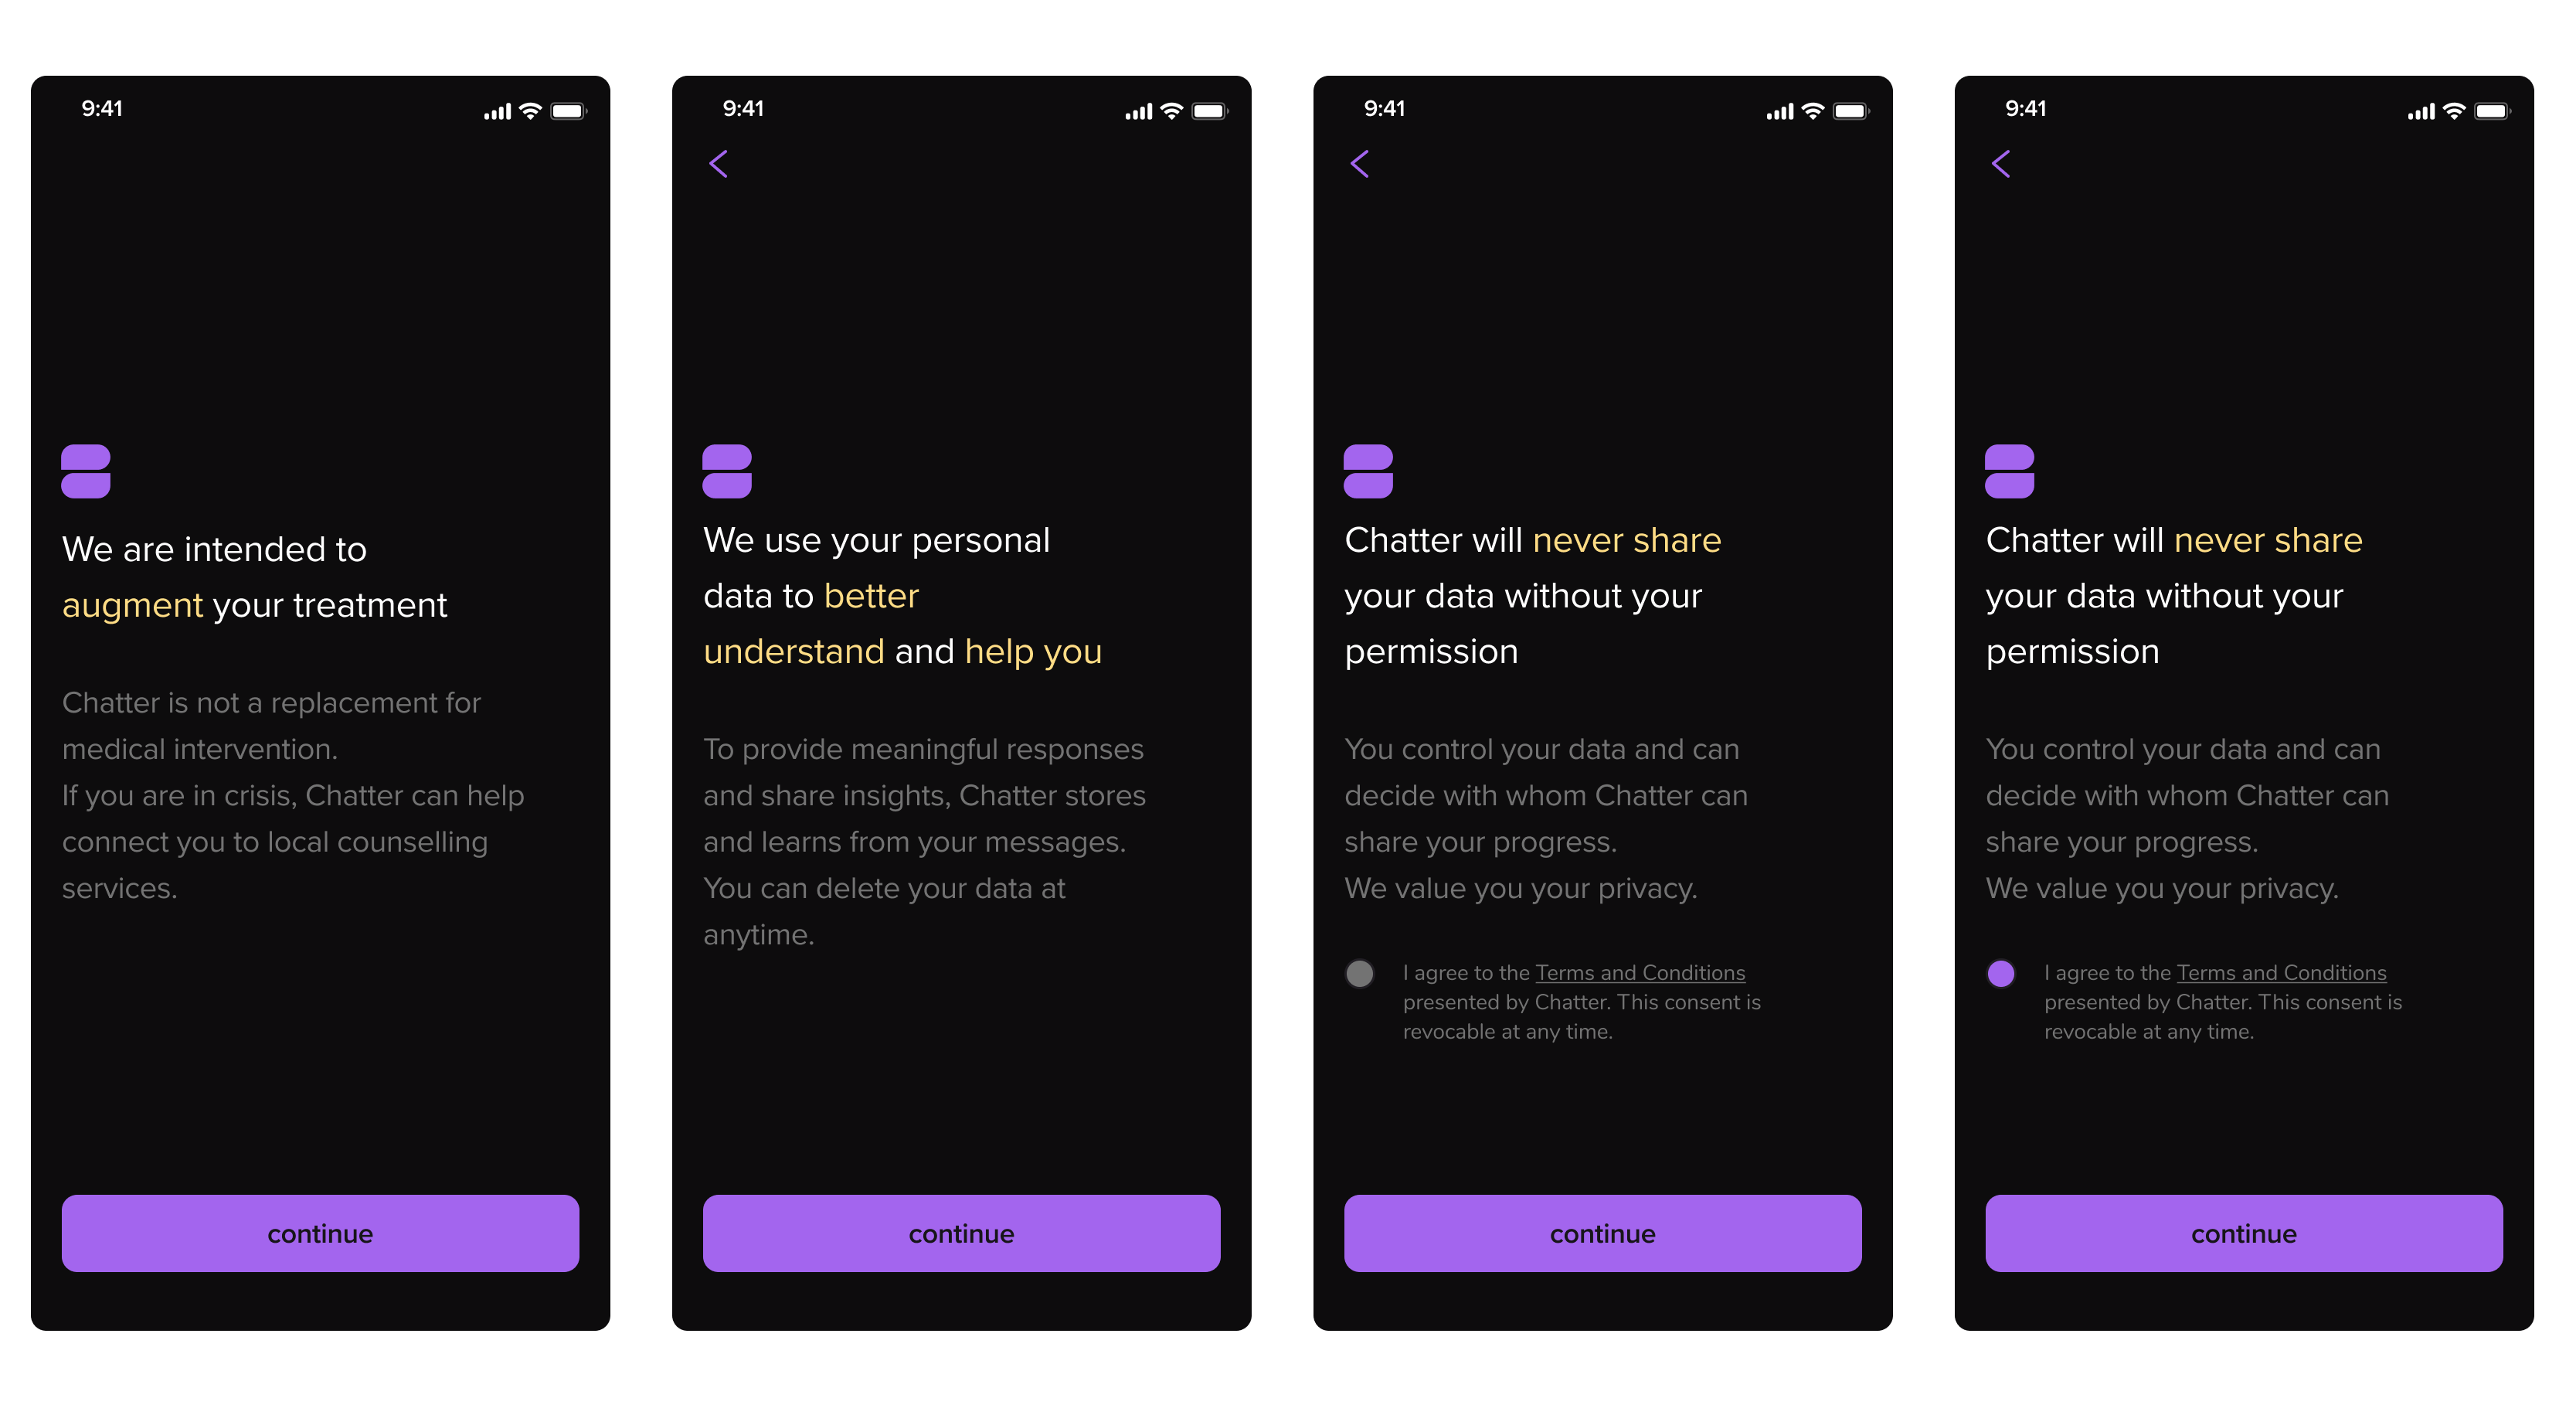 9:41
We are intended to
augment your treatment
Chatter is not a replacement for
medical intervention.
If you are in crisis, Chatter can help
connect you to local counselling
services.
continue
9:41
We use your personal
data to better
understand and help you
To provide meaningful responses
and share insights, Chatter stores
and learns from your messages.
You can delete your data at
anytime.
continue
9:41
Chatter will never share
your data without your
permission
You control your data and can
decide with whom Chatter can
share your progress.
We value you your privacy.
I agree to the Terms and Conditions
presented by Chatter. This consent is
revocable at any time.
continue
9:41
Chatter will never share
your data without your
permission
You control your data and can
decide with whom Chatter can
share your progress.
We value you your privacy.
I agree to the Terms and Conditions
presented by Chatter. This consent is
revocable at any time.
continue